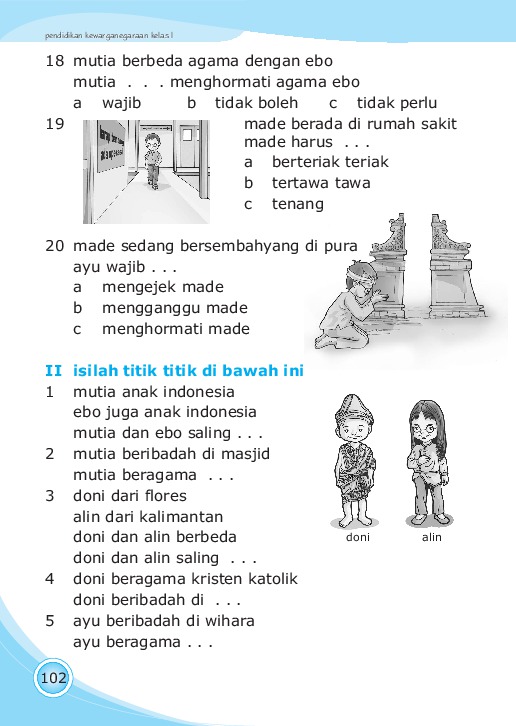 pendidikan kewarganegaraan kelas I
18 mutia berbeda agama dengan ebo
mutia . . . menghormati agama ebo
a wajib b tidak boleh c tidak perlu
19 made berada di rumah sakit
made harus . . .
a berteriak teriak
b tertawa tawa
c tenang
20 made sedang bersembahyang di pura
ayu wajib . . .
a mengejek made
b mengganggu made
c menghormati made
II isilah titik titik di bawah ini
1 mutia anak indonesia
ebo juga anak indonesia
mutia dan ebo saling . . .
2 mutia beribadah di masjid
mutia beragama . . .
3 doni dari flores
alin dari kalimantan
doni dan alin berbeda
doni dan alin saling . . .
doni alin
4 doni beragama kristen katolik
doni beribadah di . . .
5 ayu beribadah di wihara
ayu beragama . . .
102